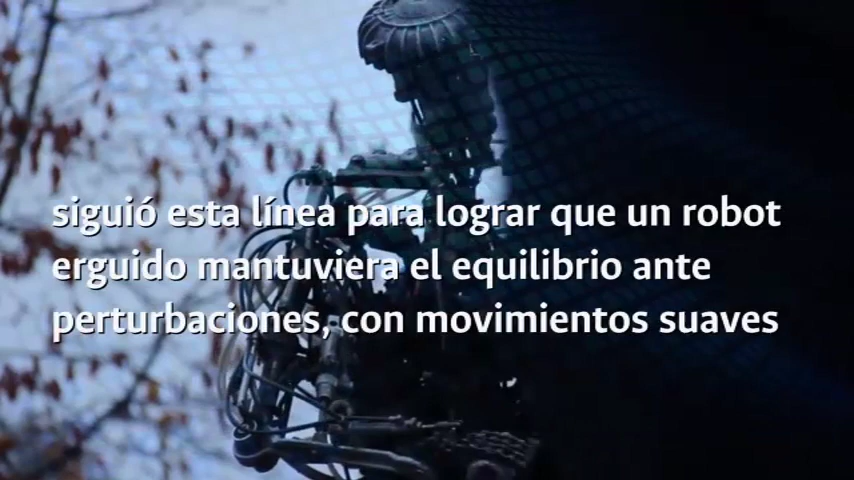 siguió esta línea para lograr que un robot
erguido mantuviera el equilibrio ante
perturbaciones, con movimientos suaves